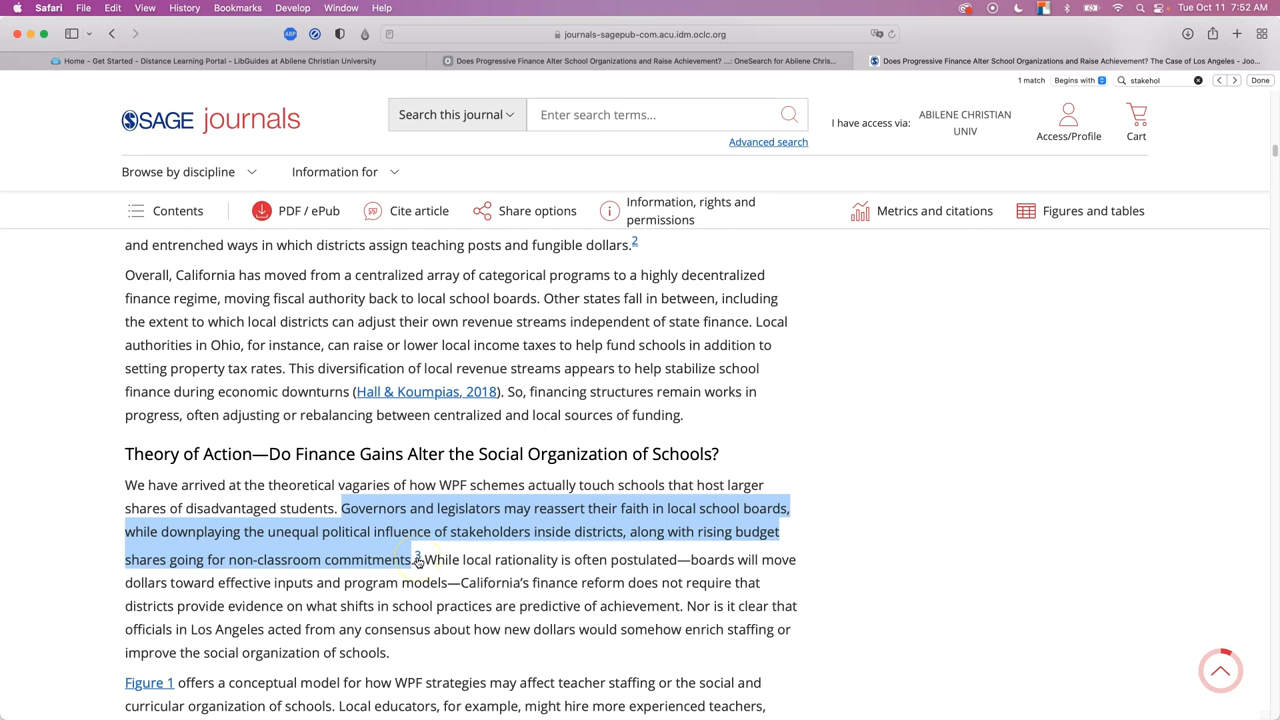 Safari File Edit View History Bookmarks Develop Window Help Tue Oct 11 7:52 AM
ABP journals-sagepub-com.acu.idm.oclc.org
Home - Get Started - Distance Learning Portal - LibGuides at Abilene Christian University Does Progressive Finance Alter School Organizations and Raise Achievement? ...: OneSearch for Abilene Chris... Does Progressive Finance Alter School Organizations and Raise Achievement? The Case of Los Angeles - Joo...
1 match Begins with stakehol Done
SAGE journals Search this journal Enter search terms... I have access via: ABILENE CHRISTIAN UNIV Access/Profile Cart
Advanced search
Browse by discipline Information for
Contents PDF / ePub Cite article Share options Information, rights and permissions Metrics and citations Figures and tables
and entrenched ways in which districts assign teaching posts and fungible dollars.2
Overall, California has moved from a centralized array of categorical programs to a highly decentralized
finance regime, moving fiscal authority back to local school boards. Other states fall in between, including
the extent to which local districts can adjust their own revenue streams independent of state finance. Local
authorities in Ohio, for instance, can raise or lower local income taxes to help fund schools in addition to
setting property tax rates. This diversification of local revenue streams appears to help stabilize school
finance during economic downturns (Hall & Koumpias, 2018). So, financing structures remain works in
progress, often adjusting or rebalancing between centralized and local sources of funding.
Theory of Action—Do Finance Gains Alter the Social Organization of Schools?
We have arrived at the theoretical vagaries of how WPF schemes actually touch schools that host larger
shares of disadvantaged students. Governors and legislators may reassert their faith in local school boards,
while downplaying the unequal political influence of stakeholders inside districts, along with rising budget
shares going for non-classroom commitments.3 While local rationality is often postulated—boards will move
dollars toward effective inputs and program models—California's finance reform does not require that
districts provide evidence on what shifts in school practices are predictive of achievement. Nor is it clear that
officials in Los Angeles acted from any consensus about how new dollars would somehow enrich staffing or
improve the social organization of schools.
Figure 1 offers a conceptual model for how WPF strategies may affect teacher staffing or the social and
curricular organization of schools. Local educators, for example, might hire more experienced teachers,